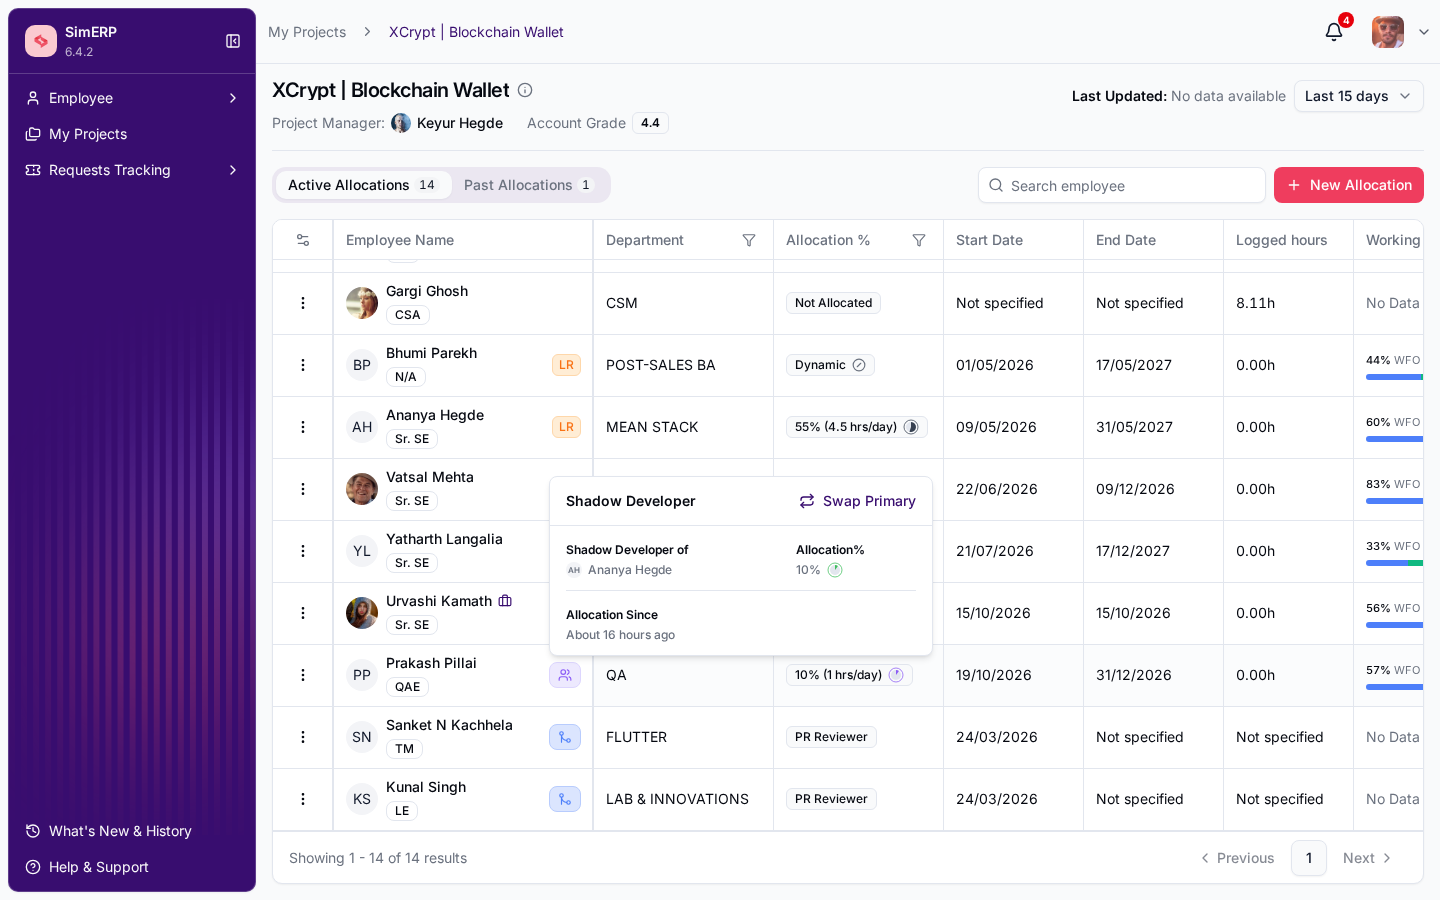 SimERP
6.4.2
Employee
My Projects
Requests Tracking
What's New & History
Help & Support
My Projects
XCrypt | Blockchain Wallet
4
XCrypt | Blockchain Wallet
Project Manager: Keyur Hegde Account Grade 4.4
Last Updated: No data available
Last 15 days
Active Allocations 14
Past Allocations 1
Search employee
New Allocation
Employee Name Department Allocation % Start Date End Date Logged hours Working
Gargi Ghosh
CSA
CSM Not Allocated Not specified Not specified 8.11h No Data
BP Bhumi Parekh
N/A
LR POST-SALES BA Dynamic 01/05/2026 17/05/2027 0.00h 44% WFO
AH Ananya Hegde
Sr. SE
LR MEAN STACK 55% (4.5 hrs/day) 09/05/2026 31/05/2027 0.00h 60% WFO
Vatsal Mehta
Sr. SE
22/06/2026 09/12/2026 0.00h 83% WFO
YL Yatharth Langalia
Sr. SE
21/07/2026 17/12/2027 0.00h 33% WFO
Urvashi Kamath
Sr. SE
15/10/2026 15/10/2026 0.00h 56% WFO
Shadow Developer
Swap Primary
Shadow Developer of Allocation%
AH Ananya Hegde 10%
Allocation Since
About 16 hours ago
PP Prakash Pillai
QAE
QA 10% (1 hrs/day) 19/10/2026 31/12/2026 0.00h 57% WFO
SN Sanket N Kachhela
TM
FLUTTER PR Reviewer 24/03/2026 Not specified Not specified No Data
KS Kunal Singh
LE
LAB & INNOVATIONS PR Reviewer 24/03/2026 Not specified Not specified No Data
Showing 1 - 14 of 14 results
Previous 1 Next